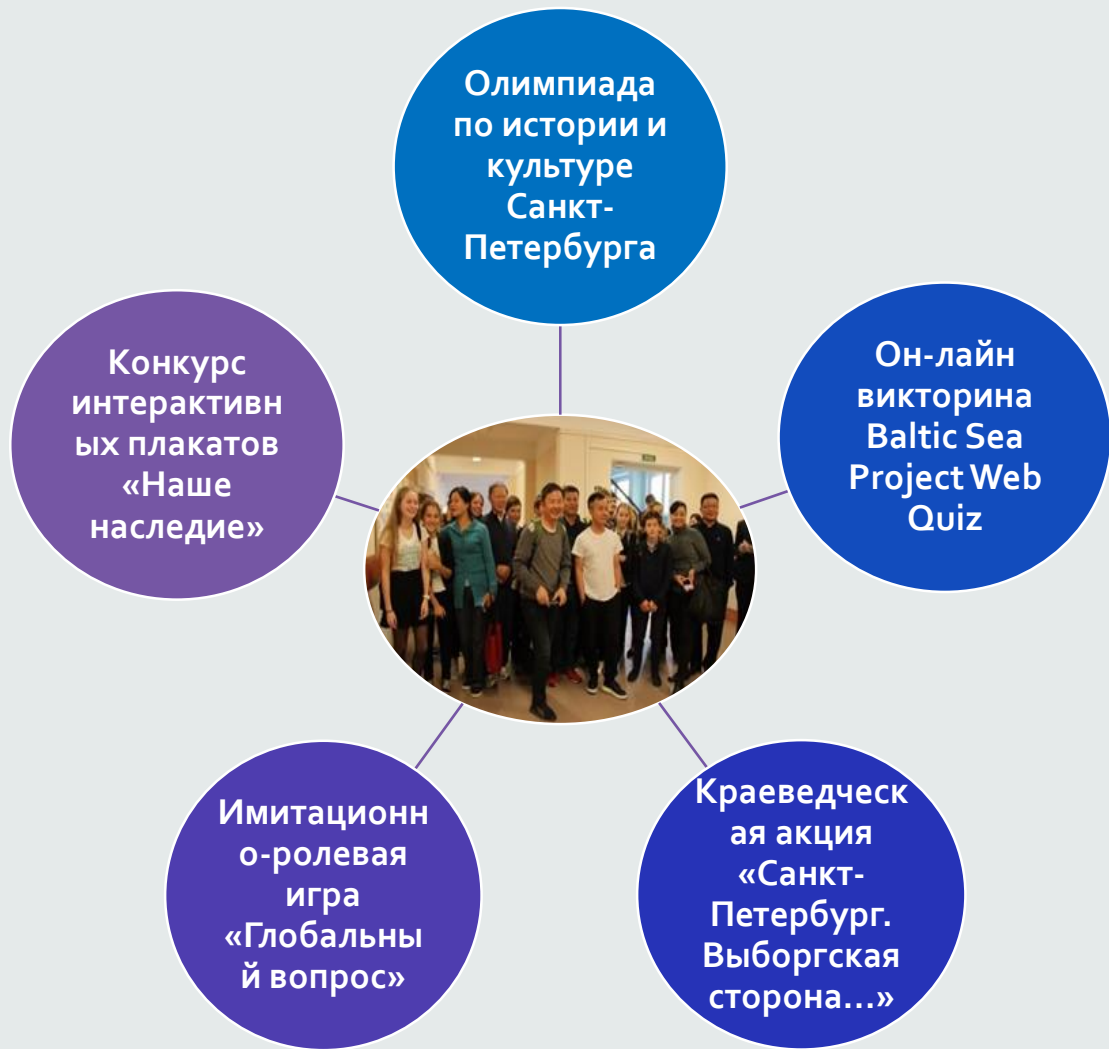 Олимпиада
по истории и
культуре
Санкт-
Петербурга
Он-лайн
викторина
Baltic Sea
Project Web
Quiz
Краеведческ
ая акция
«Санкт-
Петербург.
Выборгская
сторона...»
Имитационн
о-ролевая
игра
«Глобальны
й вопрос»
Конкурс
интерактивн
ых плакатов
«Наше
наследие»